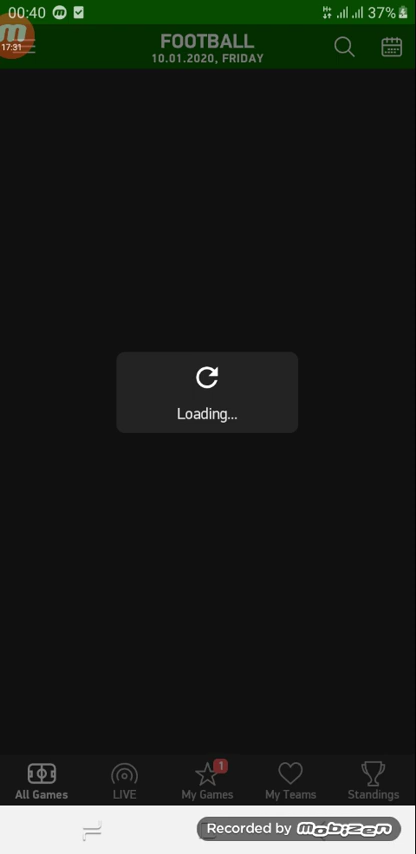 00:40
37%
17:31
FOOTBALL
10.01.2020, FRIDAY
Loading...
1
All Games
LIVE
My Games
My Teams
Standings
Recorded by mobizen